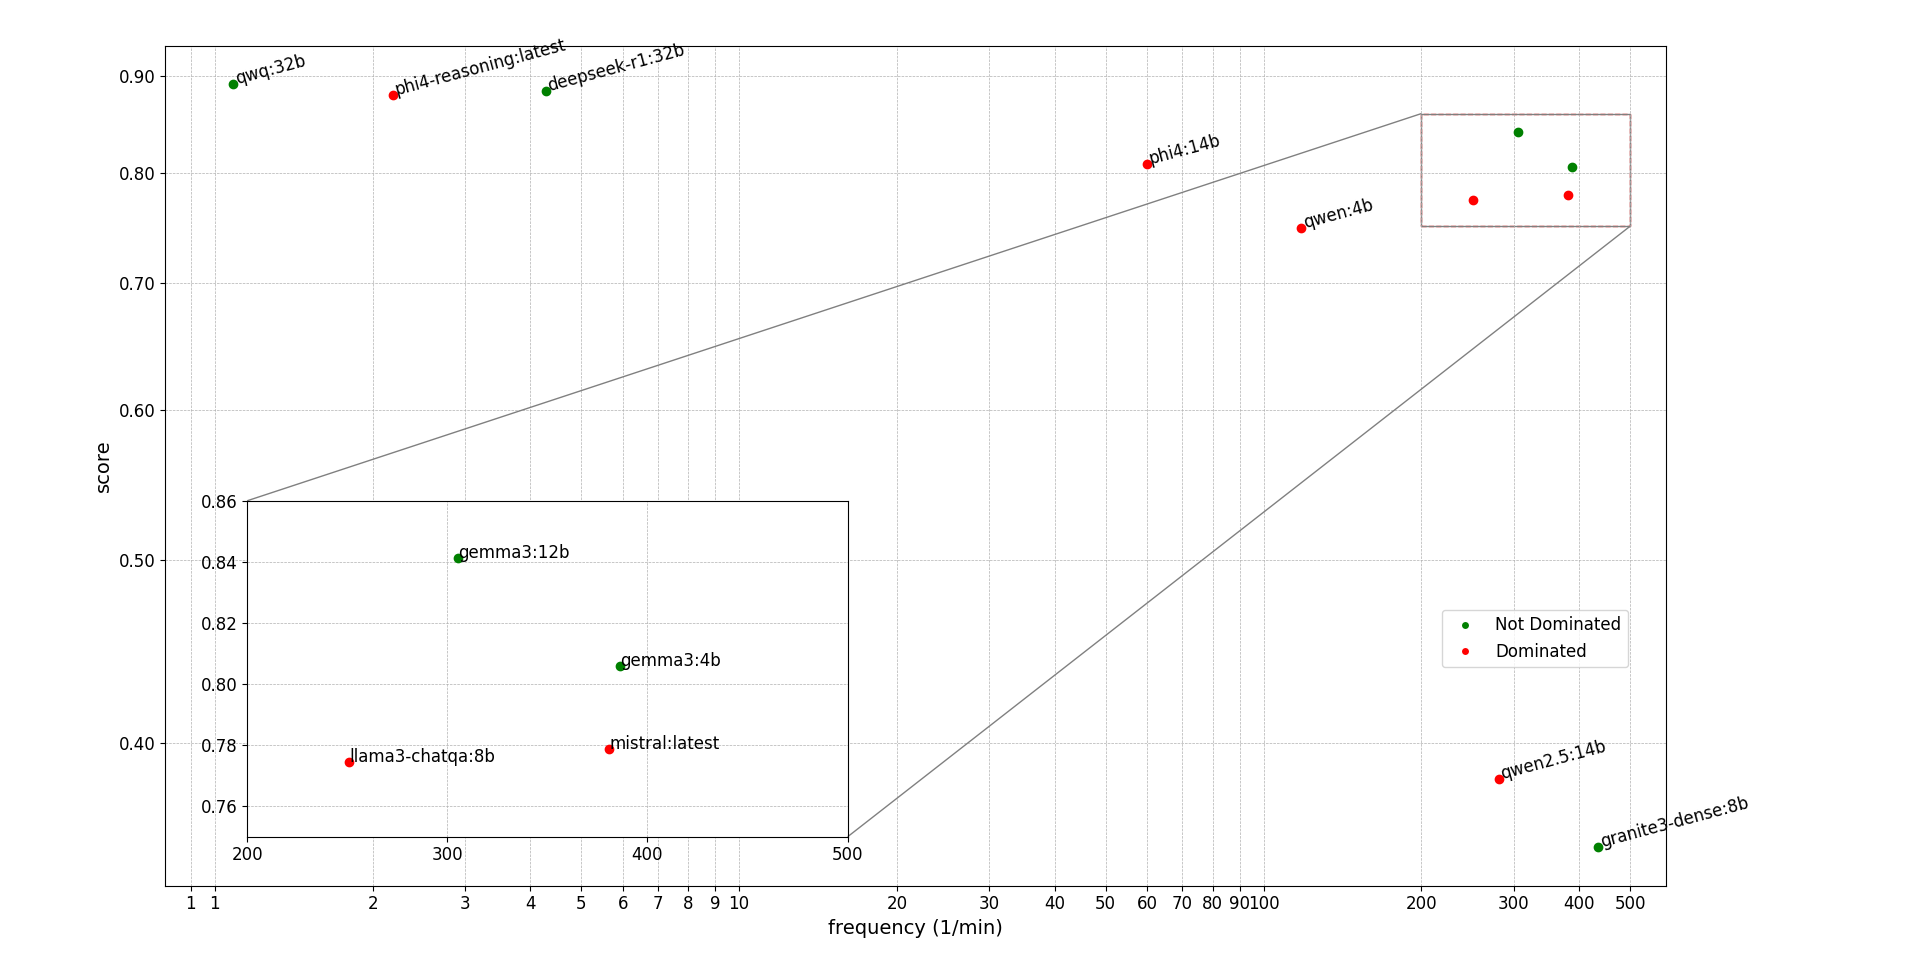 qwq:32b
phi4-reasoning:latest
deepseek-r1:32b
0.90
phi4:14b
0.80
qwen:4b
0.70
0.60
score
0.86
0.50
gemma3:12b
0.84
0.82
Not Dominated
gemma3:4b
Dominated
0.80
0.40
0.78
mistral:latest
llama3-chatqa:8b
qwen2.5:14b
0.76
granite3-dense:8b
200 300 400 500
1 1 2 3 4 5 6 7 8 9 10 20 30 40 50 60 70 80 90 100 200 300 400 500
frequency (1/min)